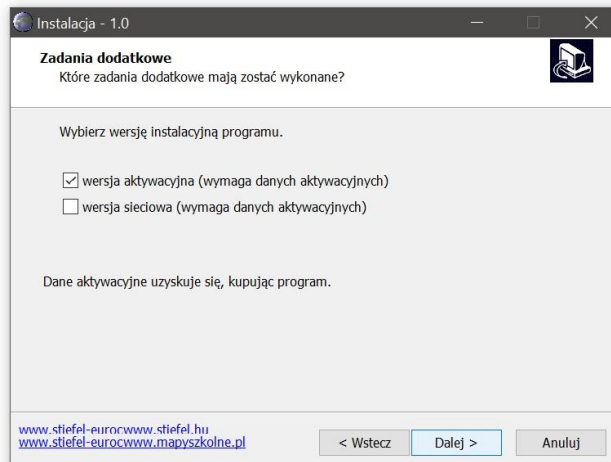 Instalacja - 1.0
Zadania dodatkowe
Które zadania dodatkowe mają zostać wykonane?
Wybierz wersję instalacyjną programu.
wersja aktywacyjna (wymaga danych aktywacyjnych)
wersja sieciowa (wymaga danych aktywacyjnych)
Dane aktywacyjne uzyskuje się, kupując program.
www.stiefel-eurocwww.stiefel.hu
www.stiefel-eurocwww.mapyszkolne.pl
< Wstecz
Dalej >
Anuluj